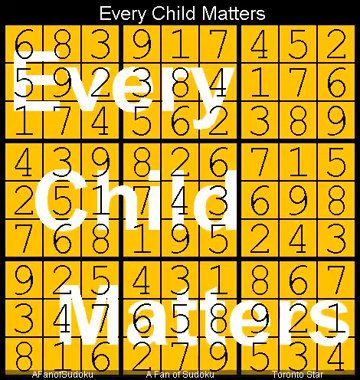 Every Child Matters
6 8 3 9 1 7 4 5 2
5 9 2 3 8 4 1 7 6
1 7 4 5 6 2 3 8 9
4 3 9 8 2 6 7 1 5
2 5 1 7 4 3 6 9 8
7 6 8 1 9 5 2 4 3
9 2 5 4 3 1 8 6 7
3 4 7 6 5 8 9 2 1
8 1 6 2 7 9 5 3 4
Every
Child
Matters
AFanofSudoku A Fan of Sudoku Toronto Star